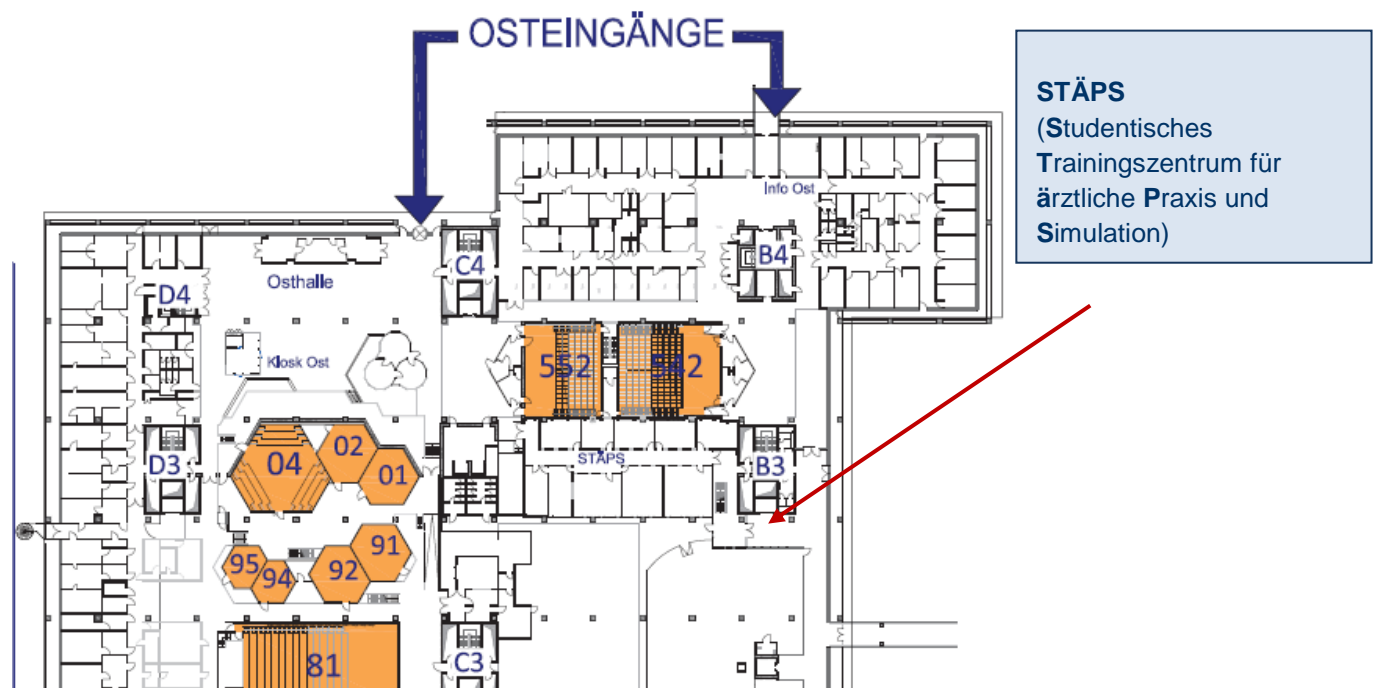 OSTEINGÄNGE
STÄPS
(Studentisches
Trainingszentrum für
ärztliche Praxis und
Simulation)
Info Ost
C4
B4
Osthalle
D4
Kiosk Ost
552
542
04
02
01
D3
STÄPS
B3
95
94
92
91
81
C3